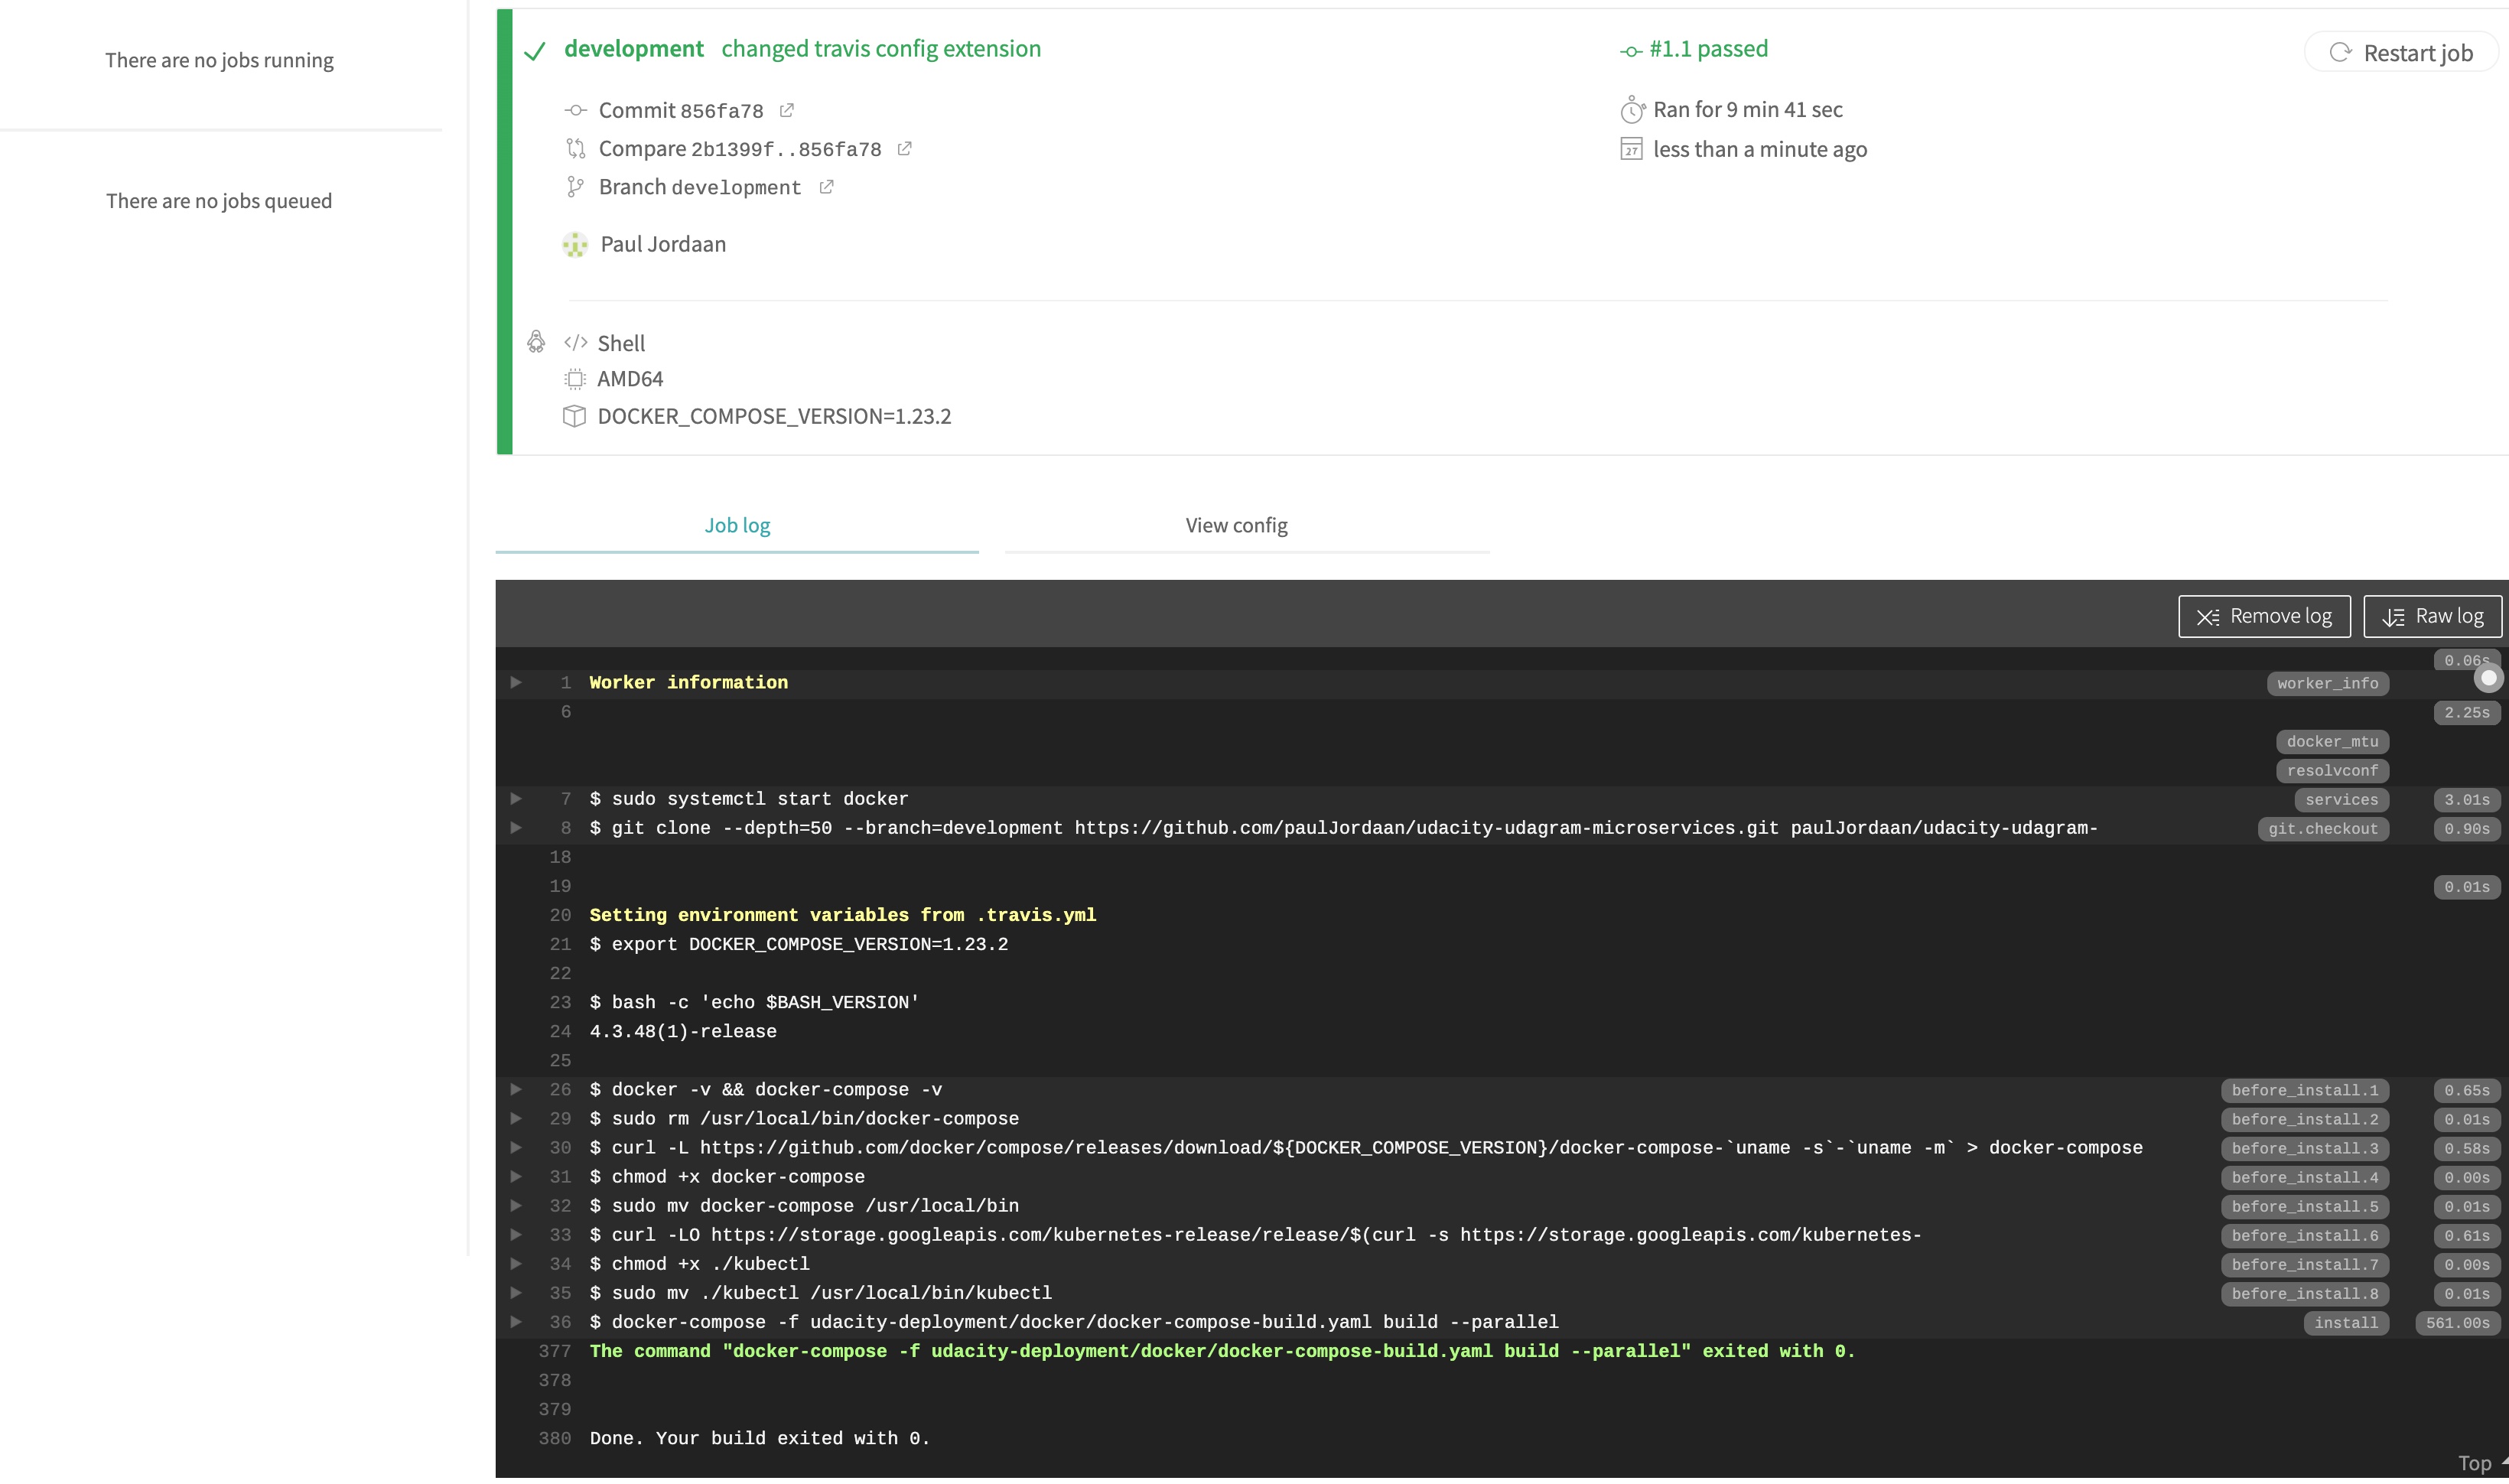 There are no jobs running
There are no jobs queued
development changed travis config extension
#1.1 passed
Restart job
Commit 856fa78
Ran for 9 min 41 sec
Compare 2b1399f..856fa78
27 less than a minute ago
Branch development
Paul Jordaan
</> Shell
AMD64
DOCKER_COMPOSE_VERSION=1.23.2
Job log
View config
Remove log
Raw log
0.06s
1 Worker information worker_info
6 2.25s
docker_mtu
resolvconf
7 $ sudo systemctl start docker services 3.01s
8 $ git clone --depth=50 --branch=development https://github.com/paulJordaan/udacity-udagram-microservices.git paulJordaan/udacity-udagram- git.checkout 0.90s
18
19 0.01s
20 Setting environment variables from .travis.yml
21 $ export DOCKER_COMPOSE_VERSION=1.23.2
22
23 $ bash -c 'echo $BASH_VERSION'
24 4.3.48(1)-release
25
26 $ docker -v && docker-compose -v before_install.1 0.65s
29 $ sudo rm /usr/local/bin/docker-compose before_install.2 0.01s
30 $ curl -L https://github.com/docker/compose/releases/download/${DOCKER_COMPOSE_VERSION}/docker-compose-`uname -s`-`uname -m` > docker-compose before_install.3 0.58s
31 $ chmod +x docker-compose before_install.4 0.00s
32 $ sudo mv docker-compose /usr/local/bin before_install.5 0.01s
33 $ curl -LO https://storage.googleapis.com/kubernetes-release/release/$(curl -s https://storage.googleapis.com/kubernetes- before_install.6 0.61s
34 $ chmod +x ./kubectl before_install.7 0.00s
35 $ sudo mv ./kubectl /usr/local/bin/kubectl before_install.8 0.01s
36 $ docker-compose -f udacity-deployment/docker/docker-compose-build.yaml build --parallel install 561.00s
377 The command "docker-compose -f udacity-deployment/docker/docker-compose-build.yaml build --parallel" exited with 0.
378
379
380 Done. Your build exited with 0.
Top